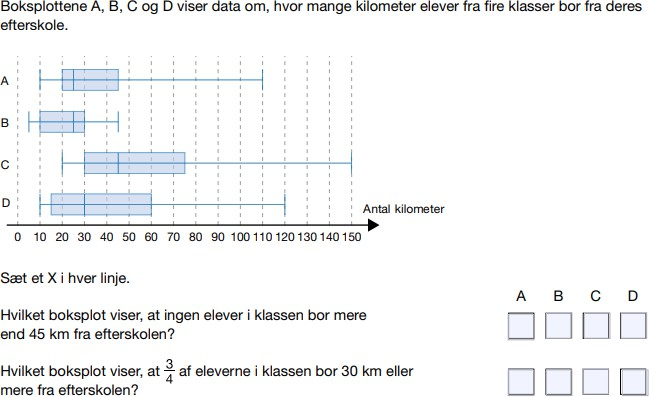 Boksplottene A, B, C og D viser data om, hvor mange kilometer elever fra fire klasser bor fra deres
efterskole.
A
B
C
D
Antal kilometer
0 10 20 30 40 50 60 70 80 90 100 110 120 130 140 150
Sæt et X i hver linje.
A B C D
Hvilket boksplot viser, at ingen elever i klassen bor mere
end 45 km fra efterskolen?
Hvilket boksplot viser, at 3/4 af eleverne i klassen bor 30 km eller
mere fra efterskolen?